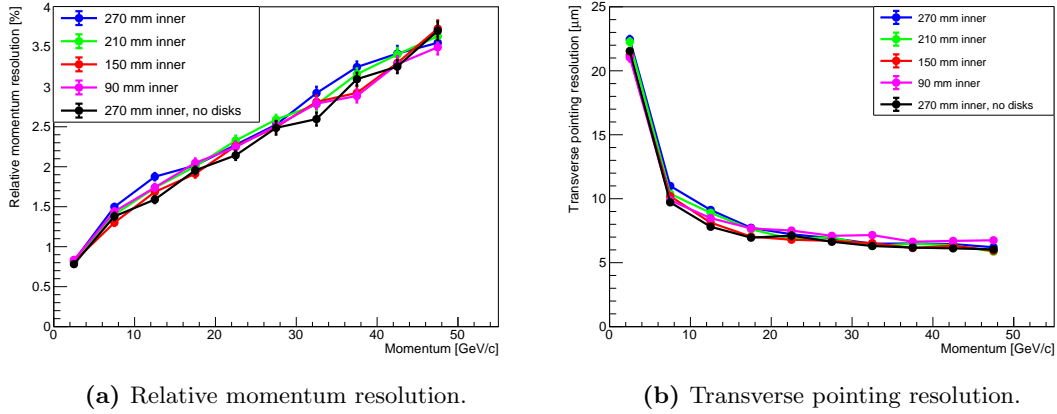 Relative momentum resolution [%]
4
3.5
3
2.5
2
1.5
1
0.5
0
0 10 20 30 40 50
Momentum [GeV/c]
270 mm inner
210 mm inner
150 mm inner
90 mm inner
270 mm inner, no disks
(a) Relative momentum resolution.
Transverse pointing resolution [μm]
25
20
15
10
5
0
0 10 20 30 40 50
Momentum [GeV/c]
270 mm inner
210 mm inner
150 mm inner
90 mm inner
270 mm inner, no disks
(b) Transverse pointing resolution.